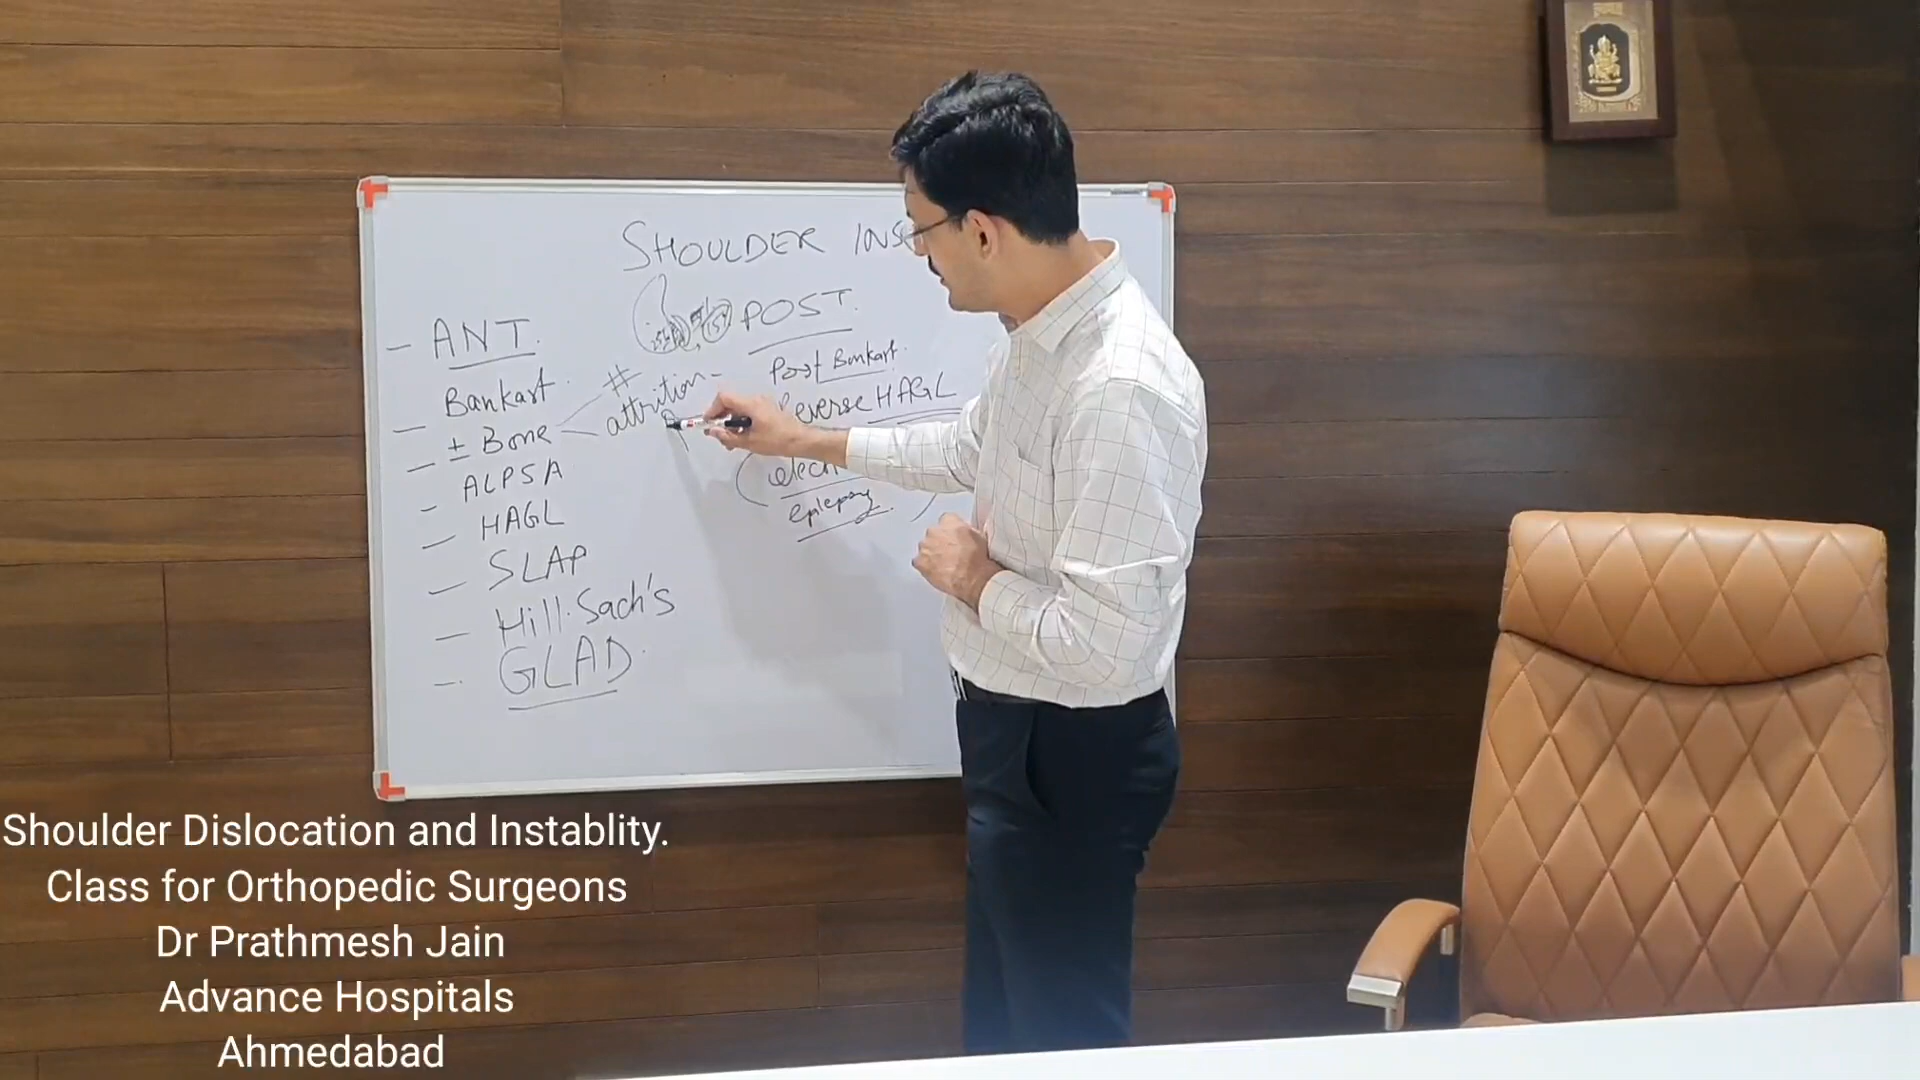 SHOULDER INS
POST.
- ANT.
Bankart.
- ± Bone
#
attrition -
- ALPSA
- HAGL
- SLAP
- Hill.Sach's
- GLAD.
Post Bankart.
Reverse HAGL
elech
epilepsy
Shoulder Dislocation and Instablity.
Class for Orthopedic Surgeons
Dr Prathmesh Jain
Advance Hospitals
Ahmedabad